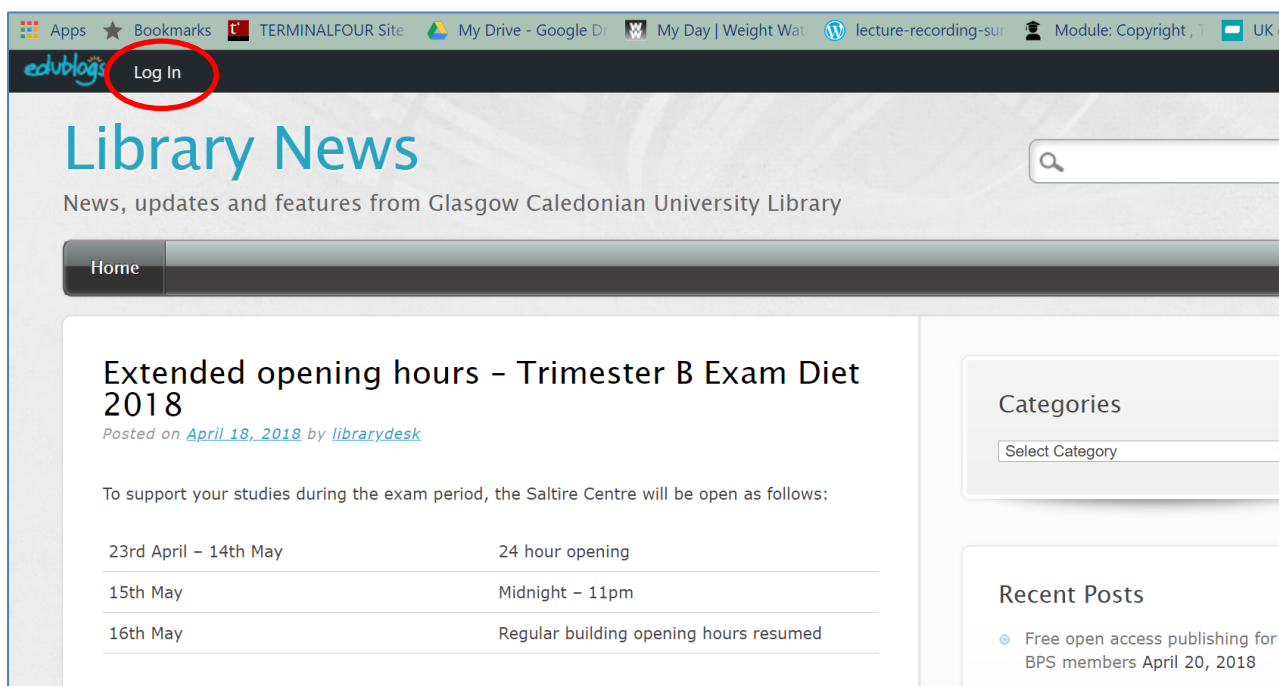 Apps Bookmarks TERMINALFOUR Site My Drive - Google Dr My Day | Weight Wat lecture-recording-sur Module: Copyright , T UK
edublogs Log In
Library News
News, updates and features from Glasgow Caledonian University Library
Home
Extended opening hours – Trimester B Exam Diet
2018
Posted on April 18, 2018 by librarydesk
To support your studies during the exam period, the Saltire Centre will be open as follows:
23rd April – 14th May 24 hour opening
15th May Midnight – 11pm
16th May Regular building opening hours resumed
Categories
Select Category
Recent Posts
Free open access publishing for
BPS members April 20, 2018